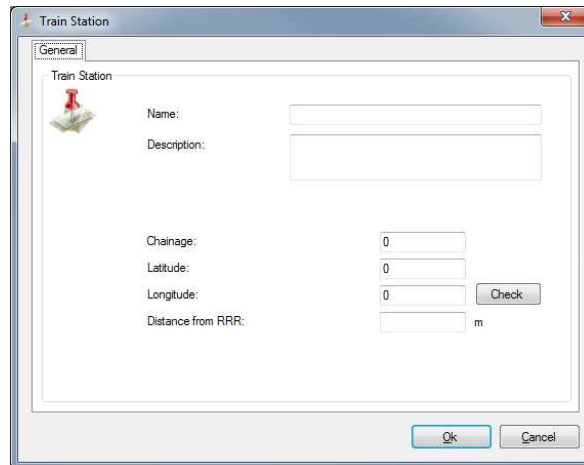 Train Station
General
Train Station
Name:
Description:
Chainage: 0
Latitude: 0
Longitude: 0 Check
Distance from RRR: m
Ok Cancel